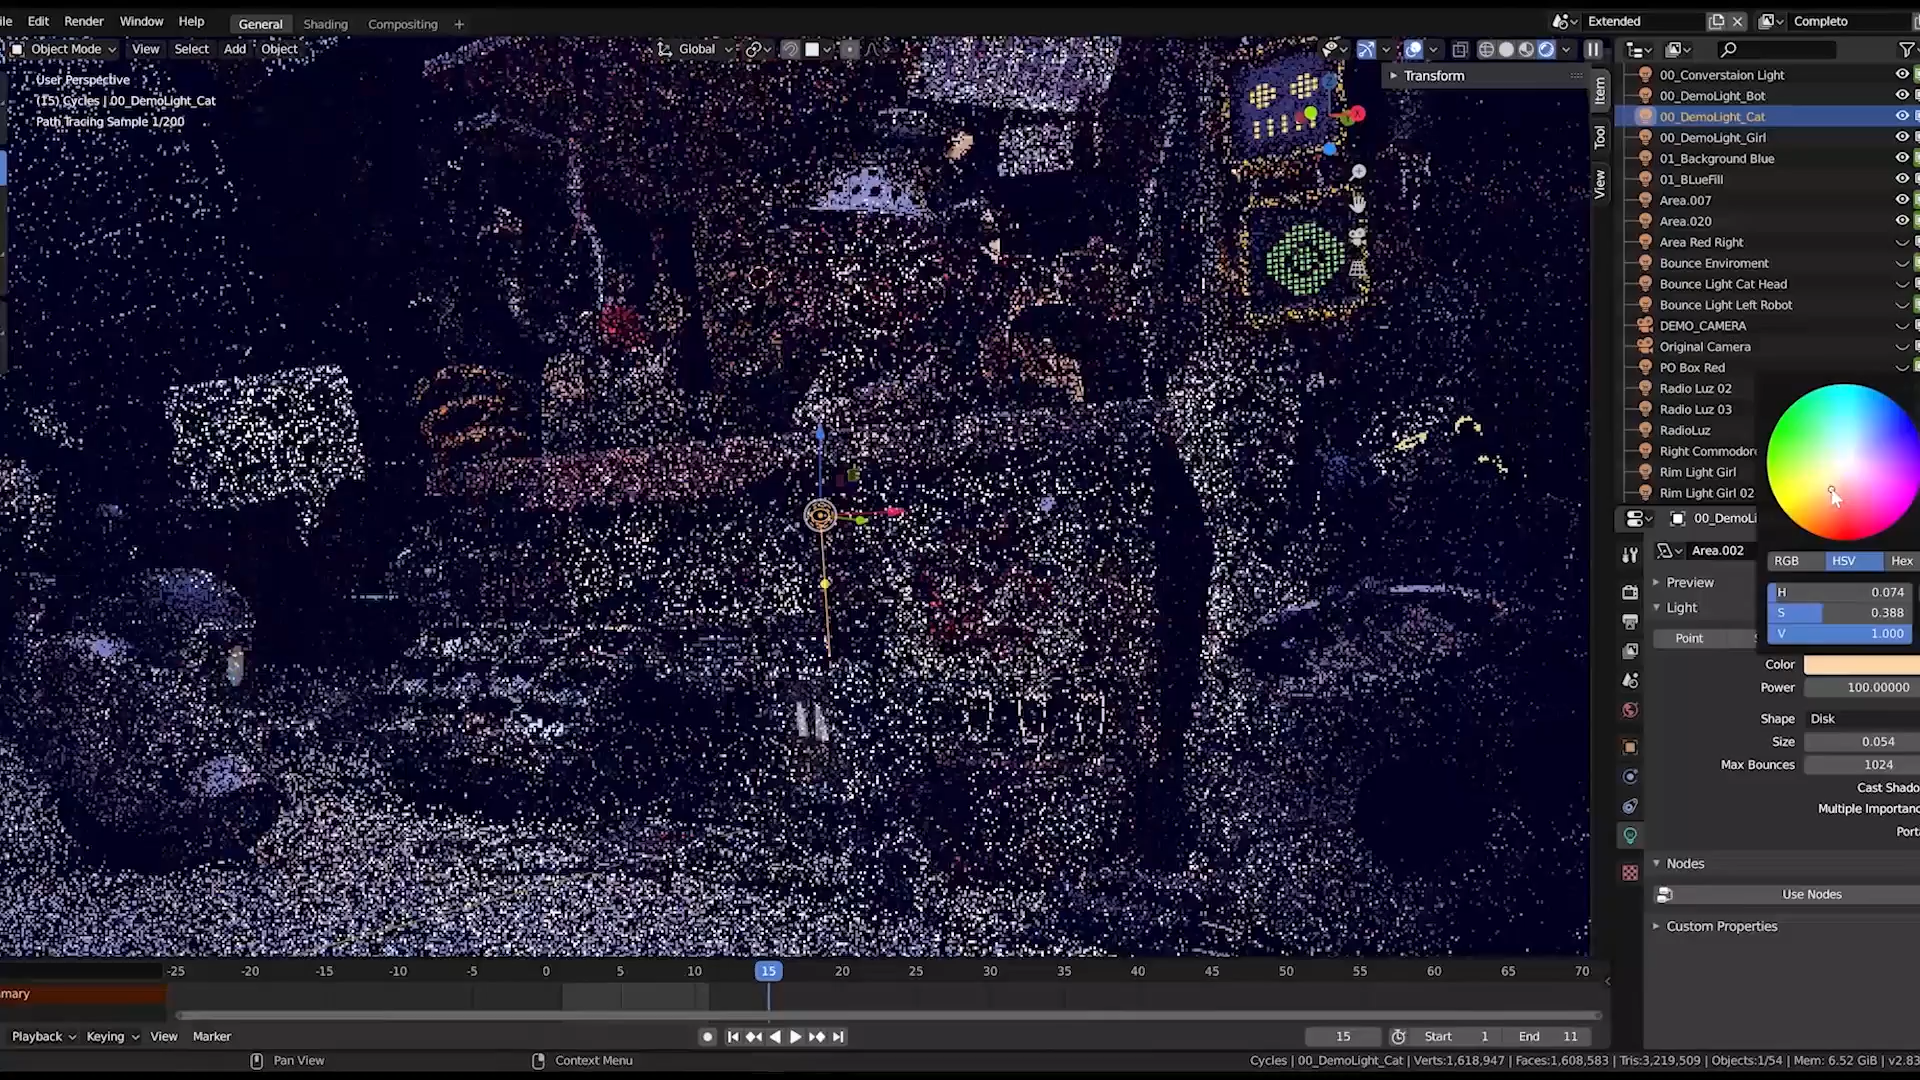 ile Edit Render Window Help General Shading Compositing + Extended Completo
Object Mode View Select Add Object Global
User Perspective
(15) Cycles | 00_DemoLight_Cat
Path Tracing Sample 1/200
Transform
Item
Tool
View
00_Converstaion Light
00_DemoLight_Bot
00_DemoLight_Cat
00_DemoLight_Girl
01_Background Blue
01_BLueFill
Area.007
Area.020
Area Red Right
Bounce Enviroment
Bounce Light Cat Head
Bounce Light Left Robot
DEMO_CAMERA
Original Camera
PO Box Red
Radio Luz 02
Radio Luz 03
RadioLuz
Right Commodor
Rim Light Girl
Rim Light Girl 02
00_DemoLi
Area.002
RGB HSV Hex
Preview
H 0.074
Light
S 0.388
Point
V 1.000
Color
Power 100.00000
Shape Disk
Size 0.054
Max Bounces 1024
Cast Shado
Multiple Importanc
Porta
Nodes
Use Nodes
Custom Properties
-25 -20 -15 -10 -5 0 5 10 15 20 25 30 35 40 45 50 55 60 65 70
mmary
Playback Keying View Marker 15 Start 1 End 11
Pan View Context Menu Cycles | 00_DemoLight_Cat | Verts:1,618,947 | Faces:1,608,583 | Tris:3,219,509 | Objects:1/54 | Mem: 6.52 GiB | v2.83